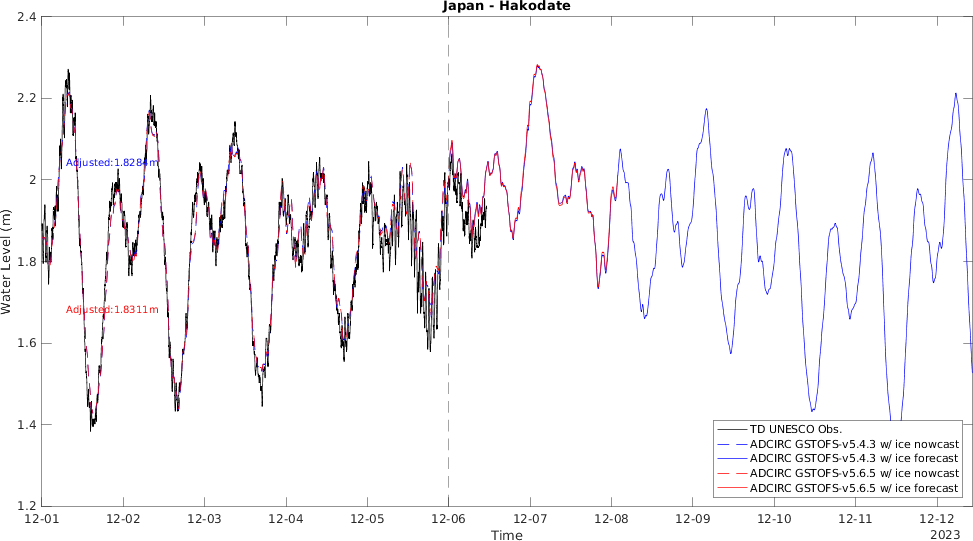 Japan - Hakodate
Water Level (m)
2.4
2.2
2
1.8
1.6
1.4
1.2
Adjusted:1.8284m
Adjusted:1.8311m
TD UNESCO Obs.
ADCIRC GSTOFS-v5.4.3 w/ ice nowcast
ADCIRC GSTOFS-v5.4.3 w/ ice forecast
ADCIRC GSTOFS-v5.6.5 w/ ice nowcast
ADCIRC GSTOFS-v5.6.5 w/ ice forecast
12-01 12-02 12-03 12-04 12-05 12-06 12-07 12-08 12-09 12-10 12-11 12-12
2023
Time